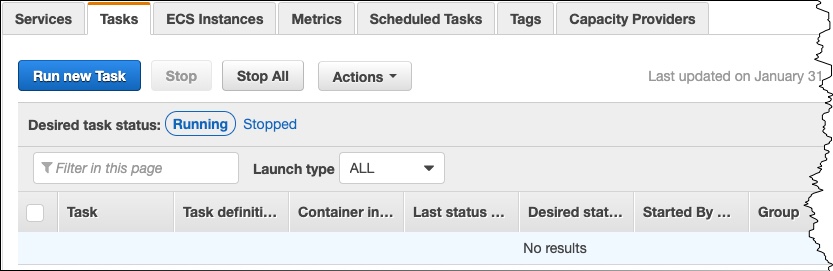 Services Tasks ECS Instances Metrics Scheduled Tasks Tags Capacity Providers
Run new Task Stop Stop All Actions Last updated on January 31
Desired task status: Running Stopped
Filter in this page Launch type ALL
Task Task definiti... Container in... Last status ... Desired stat... Started By ... Group
No results